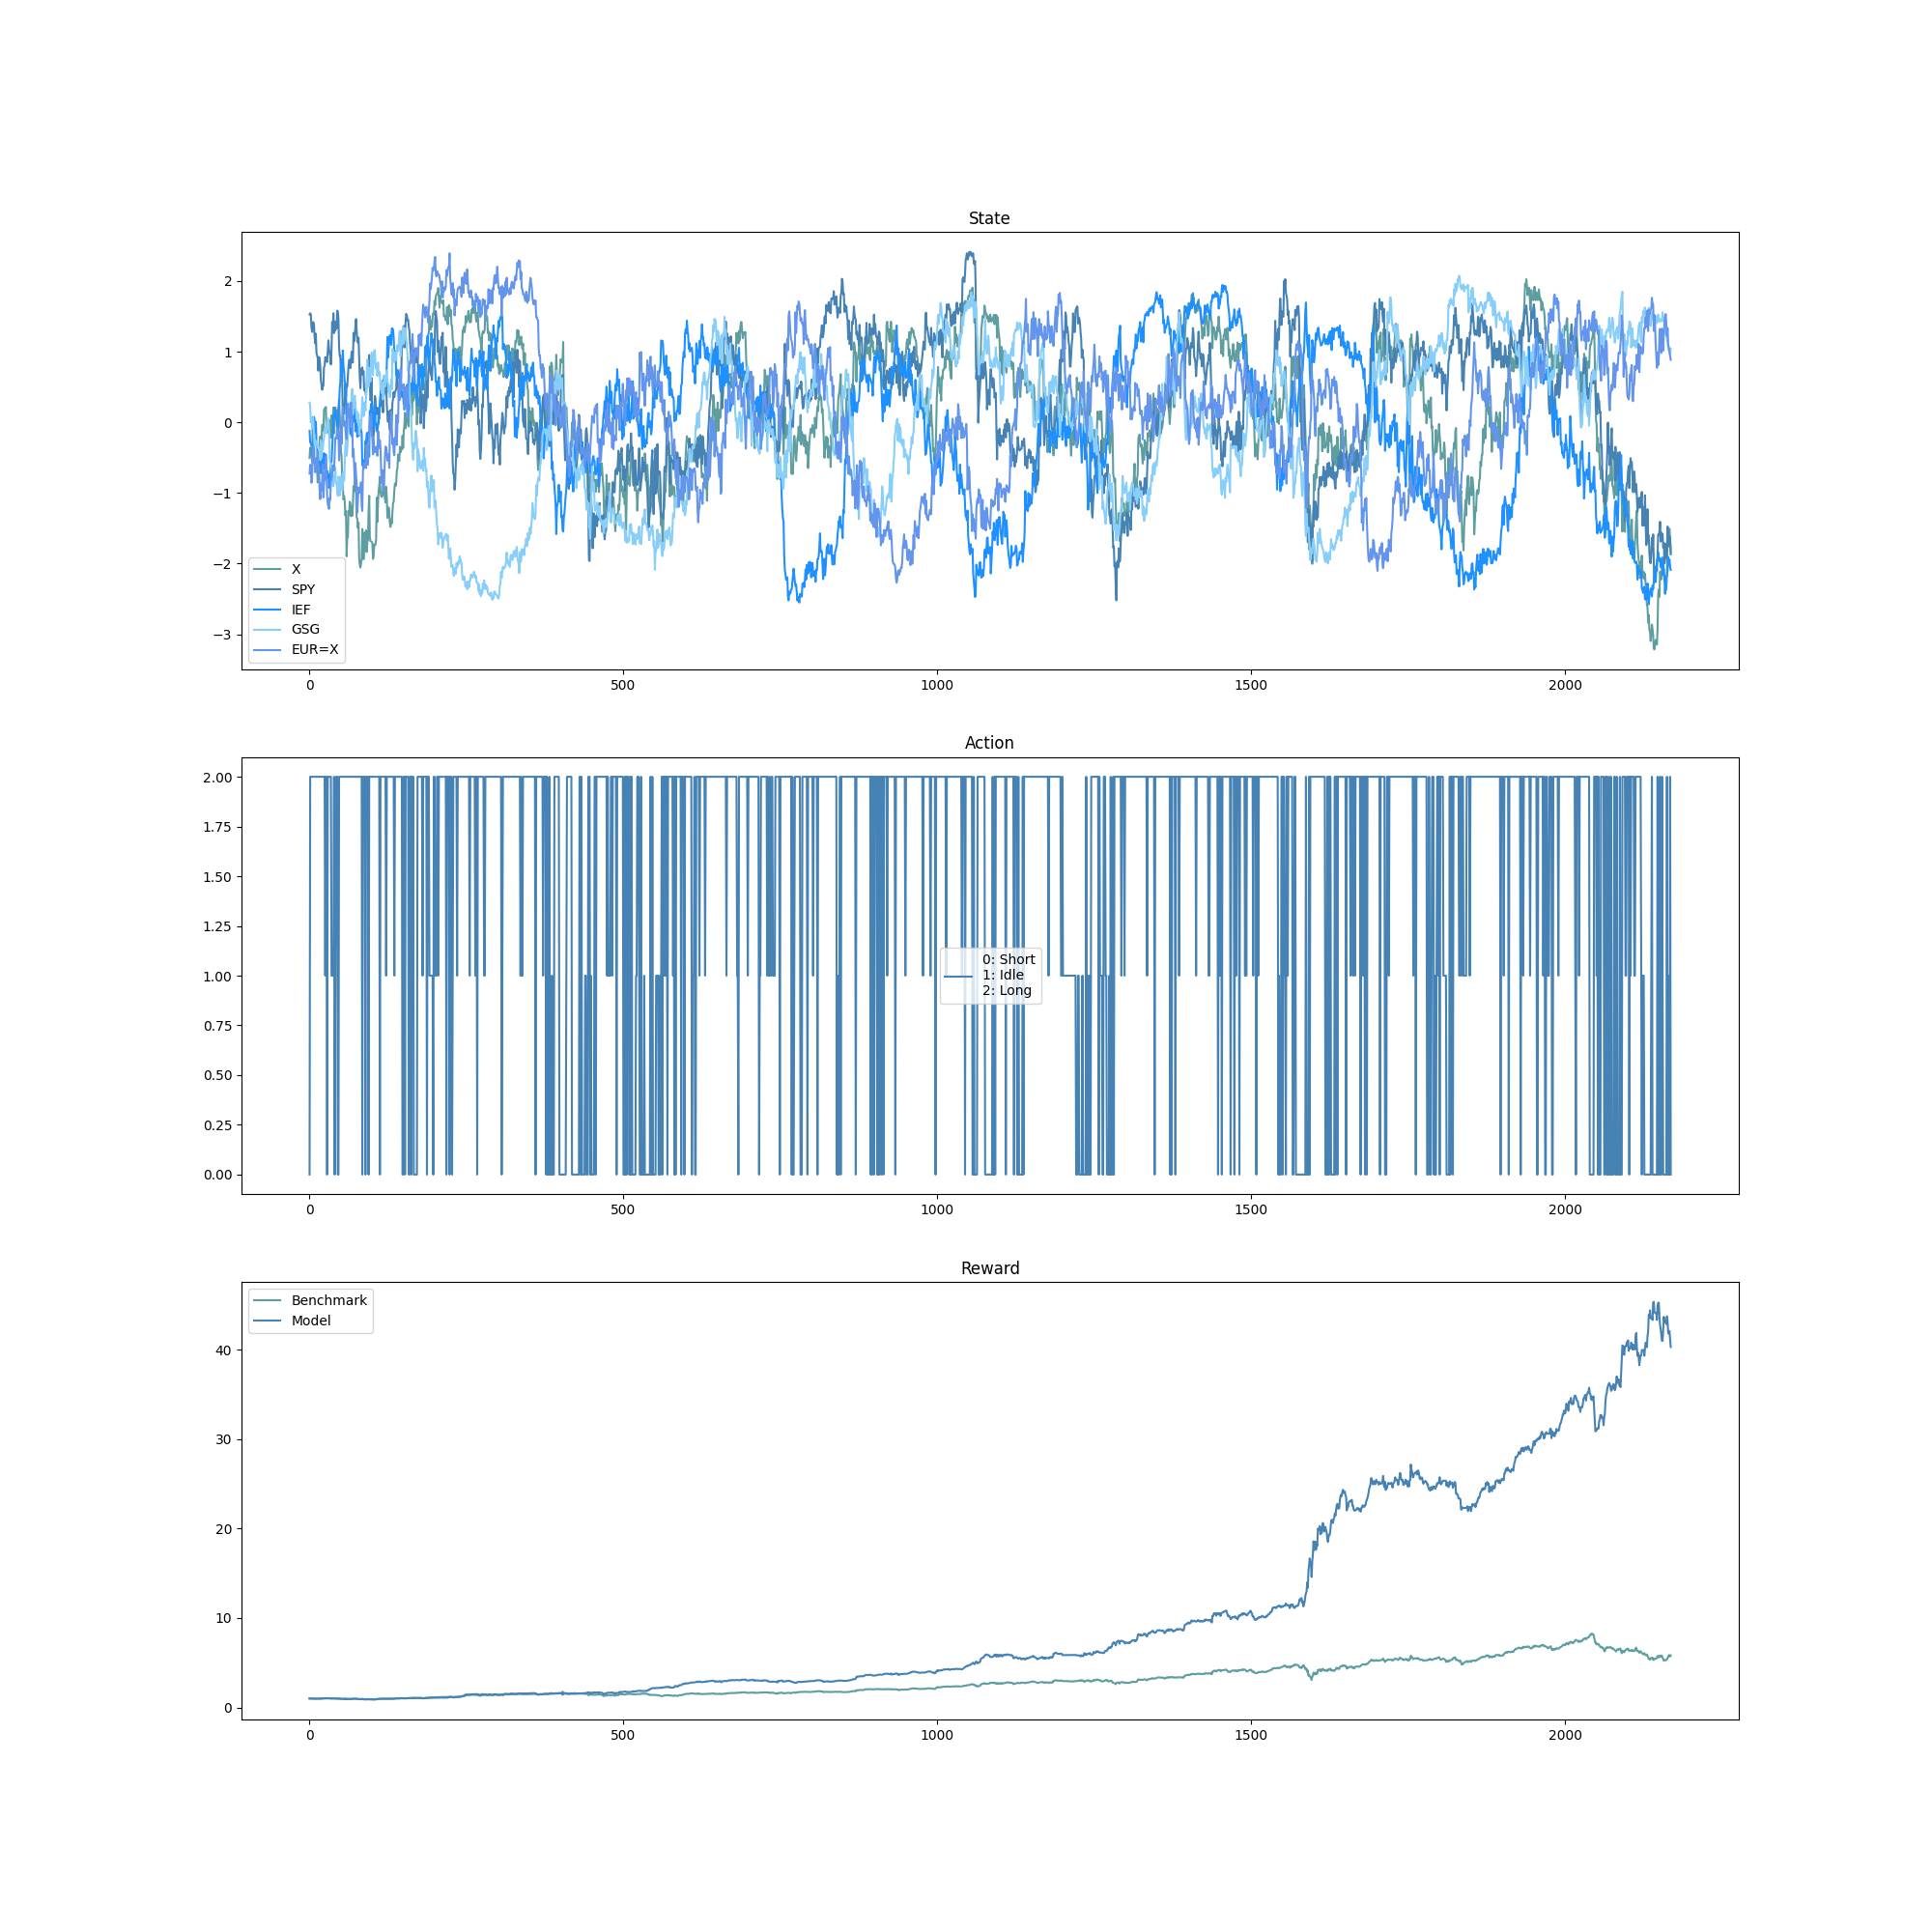 State
2
1
0
−1
−2
−3
X
SPY
IEF
GSG
EUR=X
0 500 1000 1500 2000
Action
2.00
1.75
1.50
1.25
1.00
0.75
0.50
0.25
0.00
0: Short
1: Idle
2: Long
0 500 1000 1500 2000
Reward
Benchmark
Model
40
30
20
10
0
0 500 1000 1500 2000